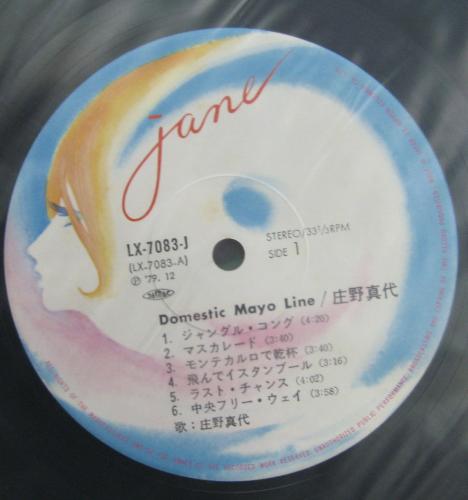 jane
LX-7083-J
(LX-7083-A)
Ⓟ '79. 12
STEREO/33⅓RPM
SIDE 1
Domestic Mayo Line / 庄野真代
1. ジャングル・コング (4:20)
2. マスカレード (3:40)
3. モンテカルロで乾杯 (3:40)
4. 飛んでイスタンブール (3:16)
5. ラスト・チャンス (4:02)
6. 中央フリー・ウェイ (3:58)
歌：庄野真代